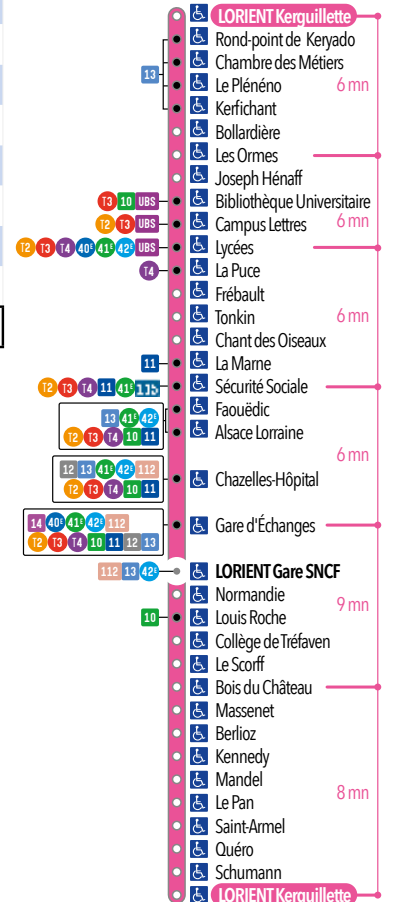 LORIENT Kerguillette
Rond-point de Keryado
Chambre des Métiers
13 Le Plénéno 6 mn
Kerfichant
Bollardière
Les Ormes
Joseph Hénaff
T3 10 UBS Bibliothèque Universitaire
T2 T3 UBS Campus Lettres 6 mn
T2 T3 T4 40E 41E 42E UBS Lycées
T4 La Puce
Frébault
Tonkin 6 mn
Chant des Oiseaux
11 La Marne
T2 T3 T4 11 41E Sécurité Sociale
13 41E 42E Faouëdic
T2 T3 T4 10 11 Alsace Lorraine
6 mn
12 13 41E 42E 112
T2 T3 T4 10 11 Chazelles-Hôpital
14 40E 41E 42E 112
T2 T3 T4 10 11 12 13 Gare d'Échanges
112 13 42E LORIENT Gare SNCF
Normandie
9 mn
10 Louis Roche
Collège de Tréfaven
Le Scorff
Bois du Château
Massenet
Berlioz
Kennedy
Mandel
8 mn
Le Pan
Saint-Armel
Quéro
Schumann
LORIENT Kerguillette